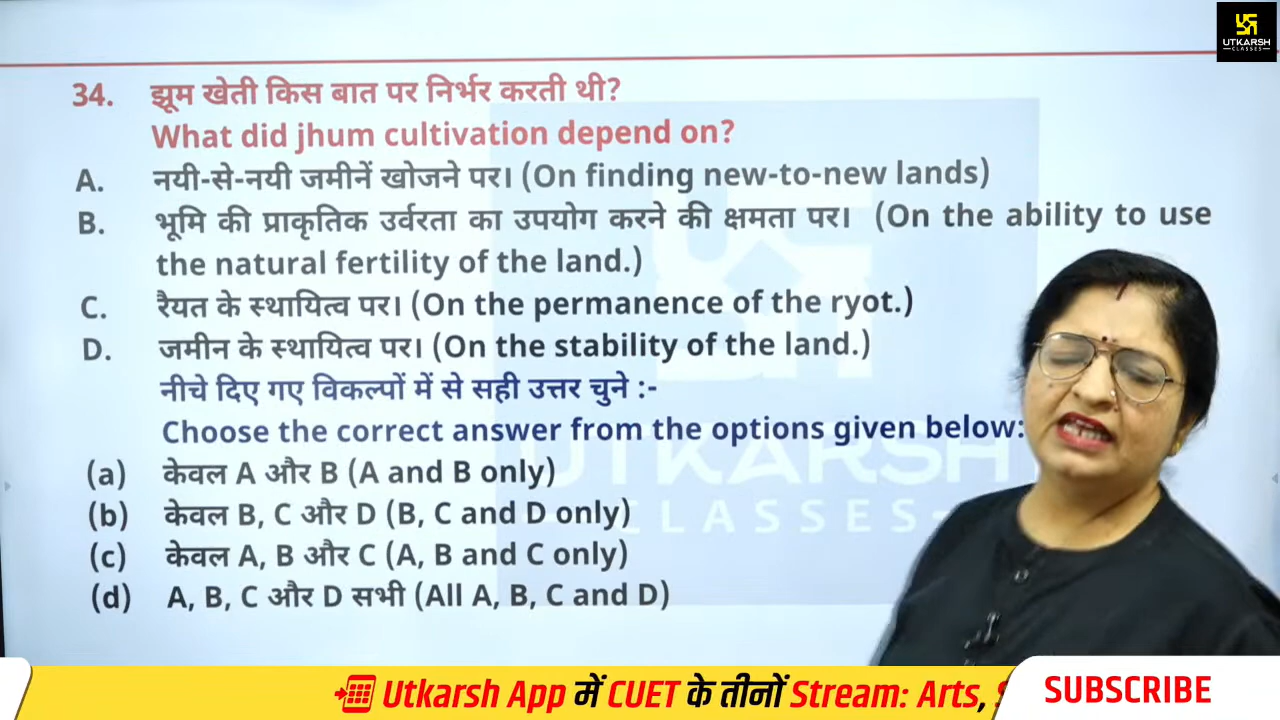 UTKARSH
CLASSES
34. झूम खेती किस बात पर निर्भर करती थी?
What did jhum cultivation depend on?
A. नयी-से-नयी जमीनें खोजने पर। (On finding new-to-new lands)
B. भूमि की प्राकृतिक उर्वरता का उपयोग करने की क्षमता पर। (On the ability to use
the natural fertility of the land.)
C. रैयत के स्थायित्व पर। (On the permanence of the ryot.)
D. जमीन के स्थायित्व पर। (On the stability of the land.)
नीचे दिए गए विकल्पों में से सही उत्तर चुने :-
Choose the correct answer from the options given below:
(a) केवल A और B (A and B only)
(b) केवल B, C और D (B, C and D only)
(c) केवल A, B और C (A, B and C only)
(d) A, B, C और D सभी (All A, B, C and D)
UTKARSH
CLASSES
Utkarsh App में CUET के तीनों Stream: Arts, S
SUBSCRIBE